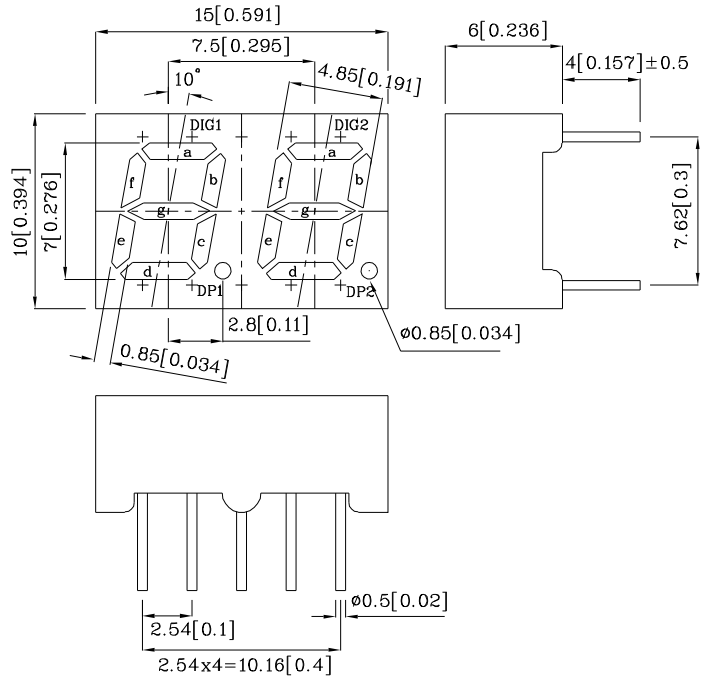 15[0.591]
7.5[0.295]
10°
4.85[0.191]
6[0.236]
4[0.157]±0.5
DIG1
DIG2
a
a
f
b
f
b
10[0.394]
7[0.276]
7.62[0.3]
g
g
e
c
e
c
d
d
DP1
DP2
2.8[0.11]
ø0.85[0.034]
0.85[0.034]
ø0.5[0.02]
2.54[0.1]
2.54x4=10.16[0.4]